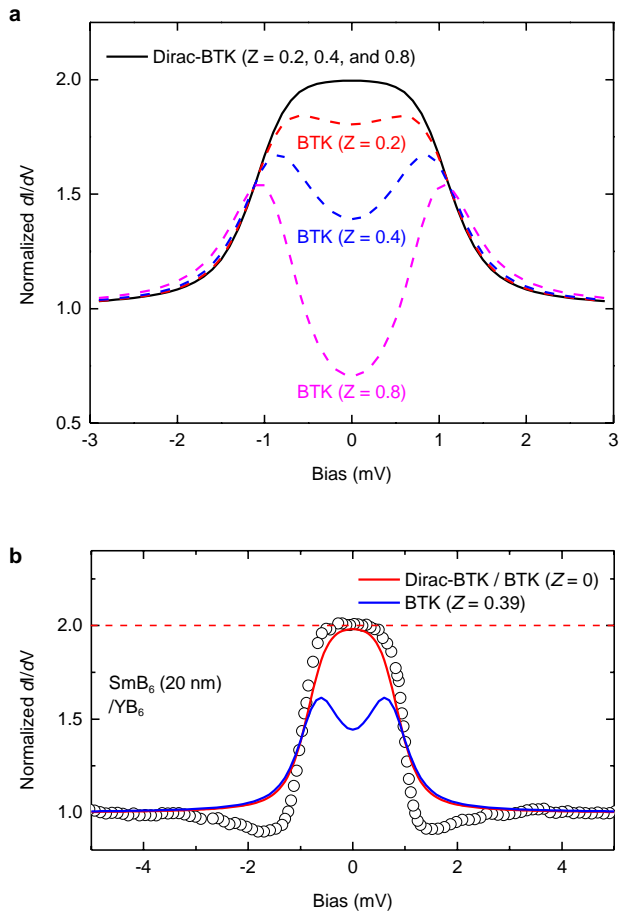 a
Dirac-BTK (Z = 0.2, 0.4, and 0.8)
2.0
BTK (Z = 0.2)
1.5
BTK (Z = 0.4)
1.0
BTK (Z = 0.8)
0.5
Normalized dI/dV
-3 -2 -1 0 1 2 3
Bias (mV)
b
Dirac-BTK / BTK (Z = 0)
BTK (Z = 0.39)
2.0
SmB6 (20 nm)
/YB6
1.5
1.0
Normalized dI/dV
-4 -2 0 2 4
Bias (mV)